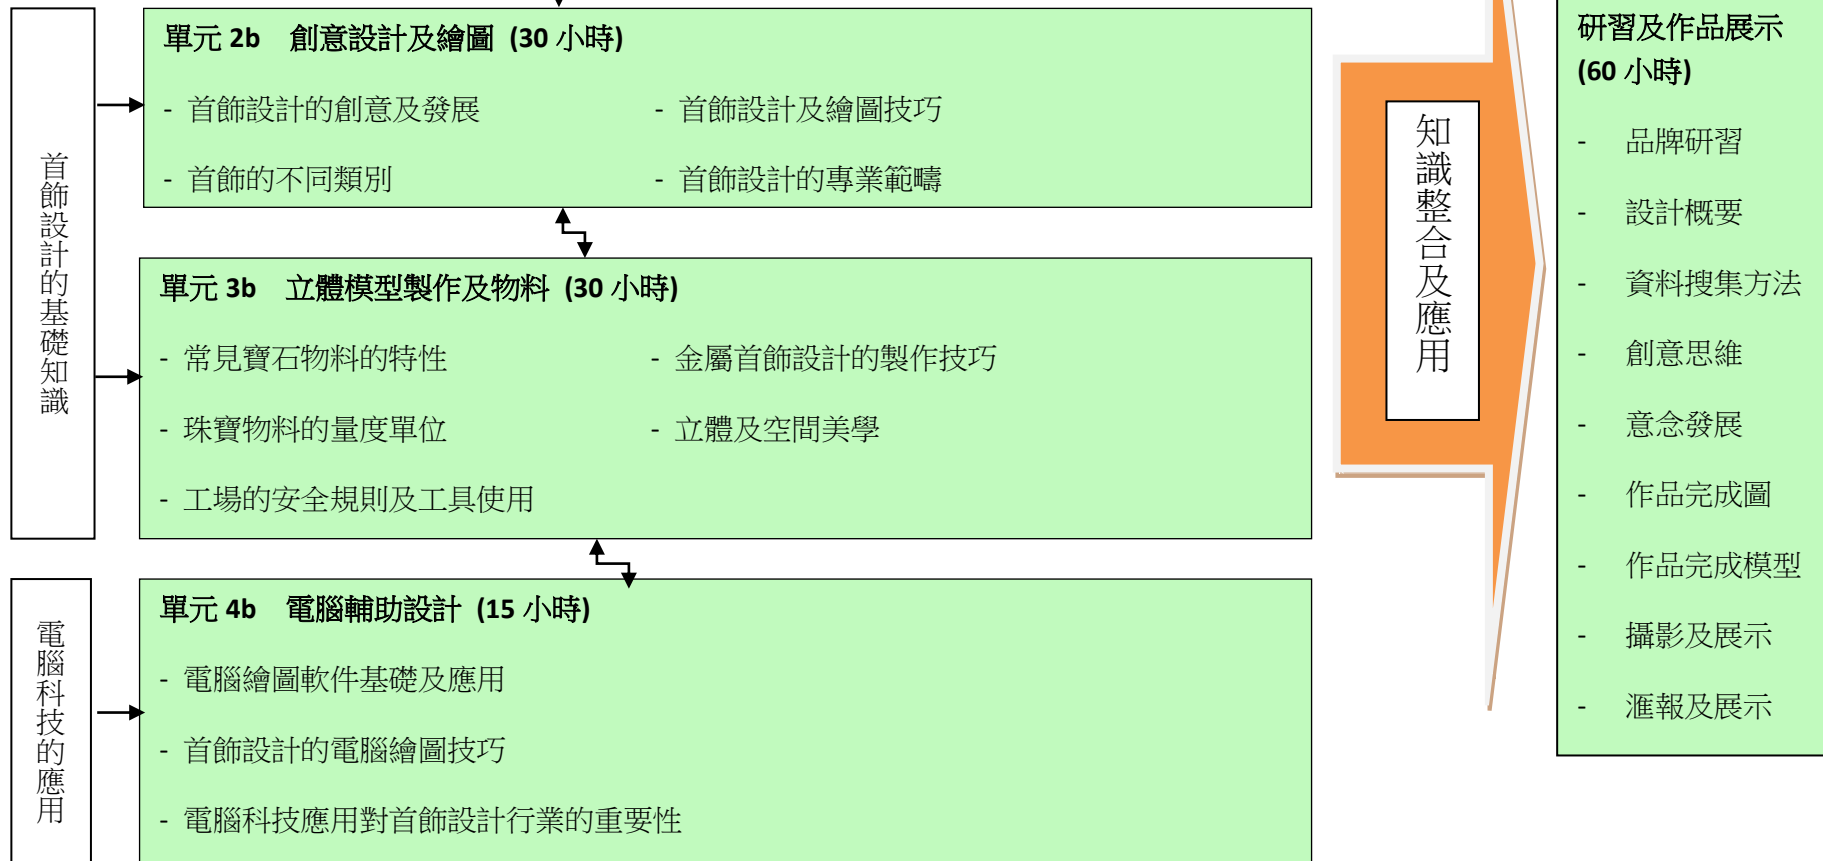 首飾設計的基礎知識
單元 2b 創意設計及繪圖 (30 小時)
- 首飾設計的創意及發展
- 首飾設計及繪圖技巧
- 首飾的不同類別
- 首飾設計的專業範疇
單元 3b 立體模型製作及物料 (30 小時)
- 常見寶石物料的特性
- 金屬首飾設計的製作技巧
- 珠寶物料的量度單位
- 立體及空間美學
- 工場的安全規則及工具使用
電腦科技的應用
單元 4b 電腦輔助設計 (15 小時)
- 電腦繪圖軟件基礎及應用
- 首飾設計的電腦繪圖技巧
- 電腦科技應用對首飾設計行業的重要性
知識整合及應用
研習及作品展示
(60 小時)
- 品牌研習
- 設計概要
- 資料搜集方法
- 創意思維
- 意念發展
- 作品完成圖
- 作品完成模型
- 攝影及展示
- 滙報及展示